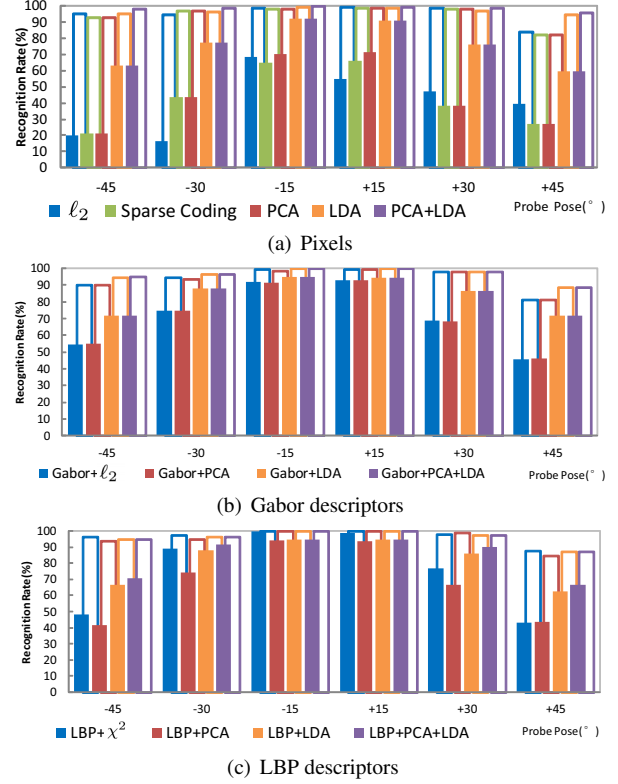 Recognition Rate(%)
100
90
80
70
60
50
40
30
20
10
0
-45 -30 -15 +15 +30 +45
ℓ2 Sparse Coding PCA LDA PCA+LDA Probe Pose(°)
(a) Pixels
Recognition Rate(%)
100
90
80
70
60
50
40
30
20
10
0
-45 -30 -15 +15 +30 +45
Gabor+ℓ2 Gabor+PCA Gabor+LDA Gabor+PCA+LDA Probe Pose(°)
(b) Gabor descriptors
Recognition Rate(%)
100
90
80
70
60
50
40
30
20
10
0
-45 -30 -15 +15 +30 +45
LBP+χ² LBP+PCA LBP+LDA LBP+PCA+LDA Probe Pose(°)
(c) LBP descriptors